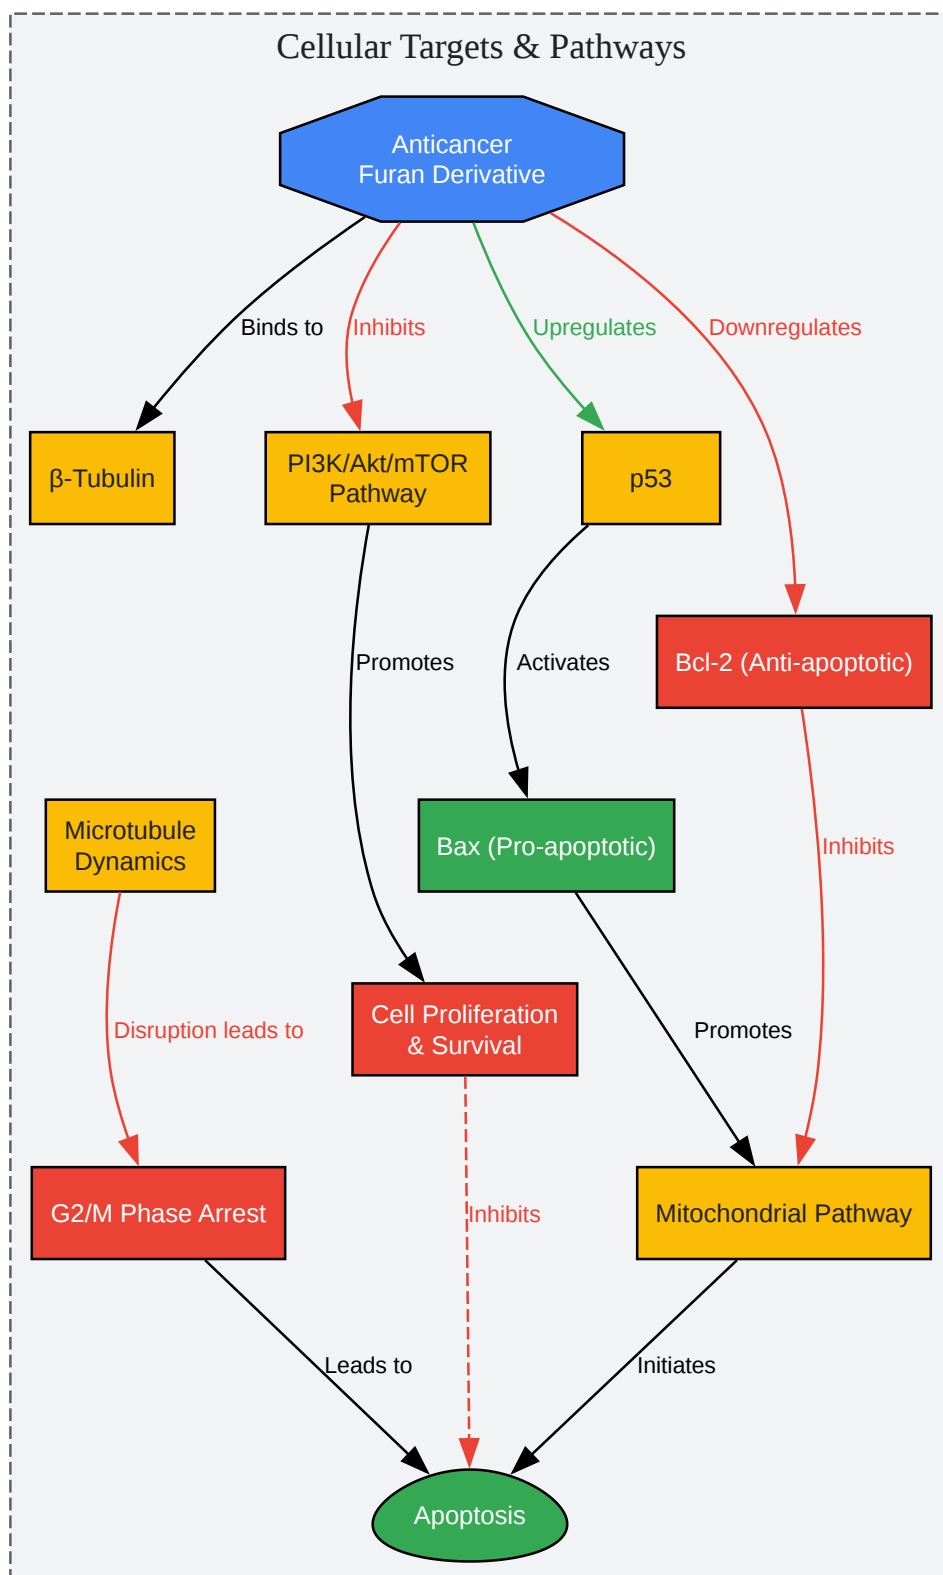 Cellular Targets & Pathways
Anticancer
Furan Derivative
Binds to
Inhibits
Upregulates
Downregulates
β-Tubulin
PI3K/Akt/mTOR
Pathway
p53
Promotes
Activates
Bcl-2 (Anti-apoptotic)
Microtubule
Dynamics
Bax (Pro-apoptotic)
Inhibits
Disruption leads to
Cell Proliferation
& Survival
Promotes
G2/M Phase Arrest
Inhibits
Mitochondrial Pathway
Leads to
Initiates
Apoptosis